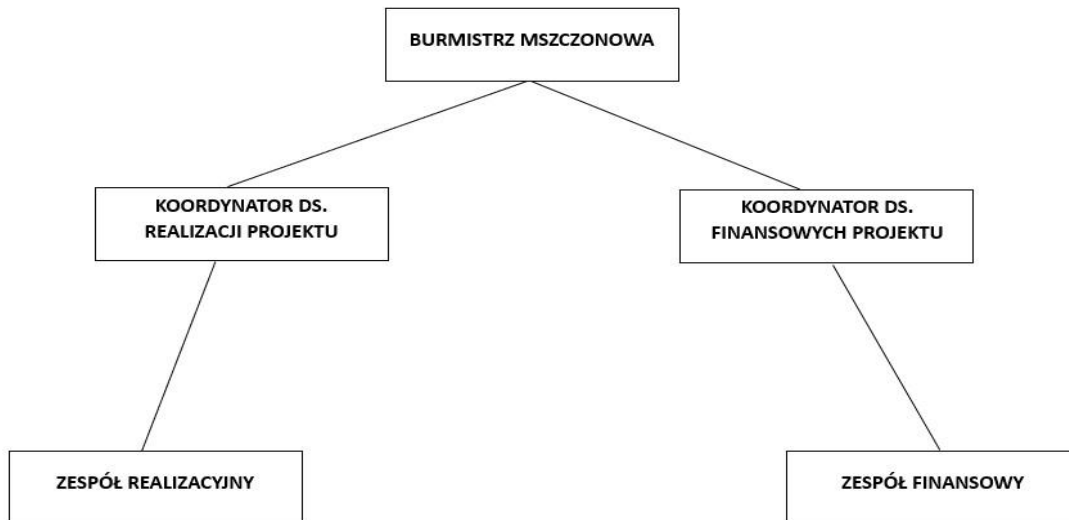 BURMISTRZ MSZCZONOWA
KOORDYNATOR DS.
REALIZACJI PROJEKTU
KOORDYNATOR DS.
FINANSOWYCH PROJEKTU
ZESPÓŁ REALIZACYJNY
ZESPÓŁ FINANSOWY